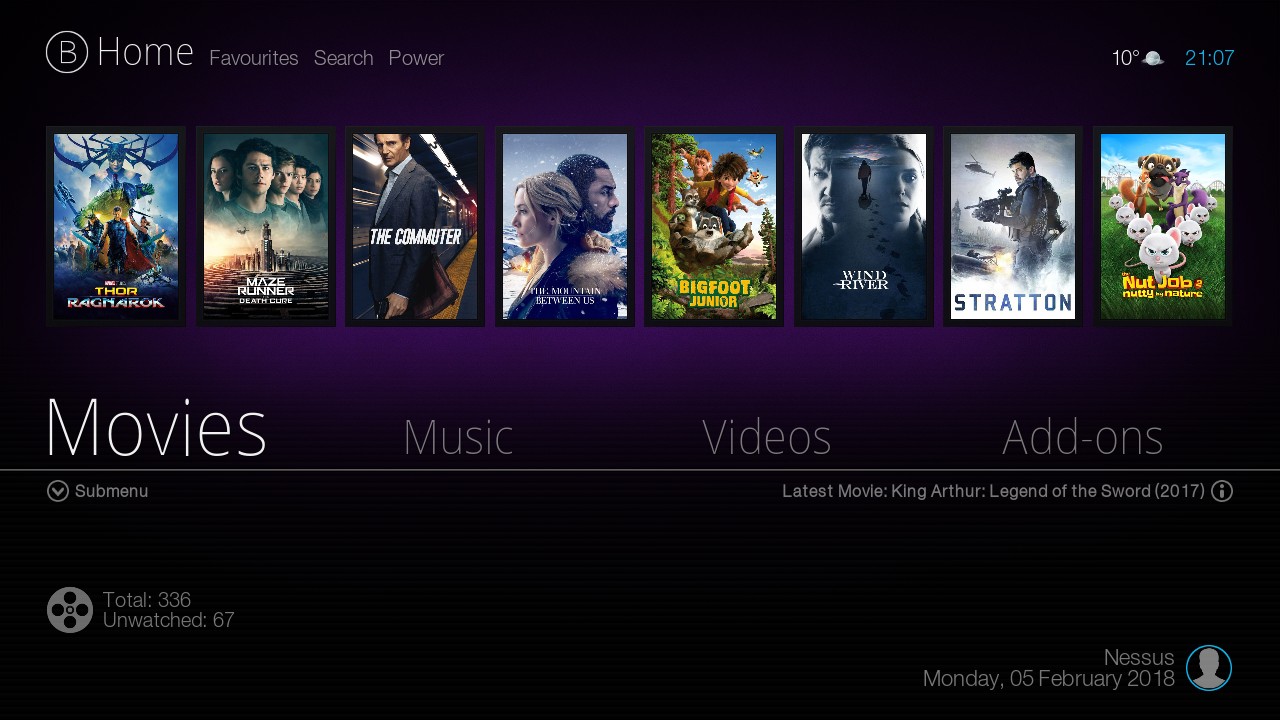 B Home Favourites Search Power
10° 21:07
THOR
RAGNAROK
MAZE
RUNNER
DEATH CURE
THE COMMUTER
THE MOUNTAIN
BETWEEN US
BIGFOOT
JUNIOR
WIND
RIVER
STRATTON
the
Nut Job 2
nutty by nature
Movies Music Videos Add-ons
Submenu
Latest Movie: King Arthur: Legend of the Sword (2017)
Total: 336
Unwatched: 67
Nessus
Monday, 05 February 2018